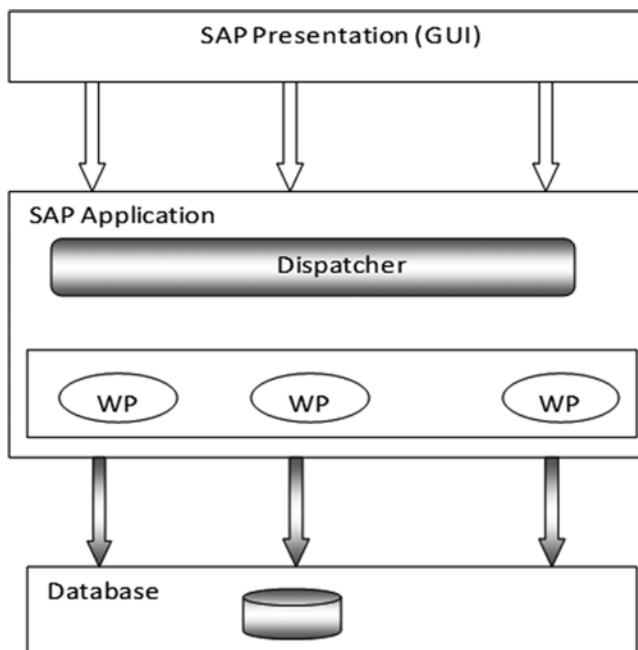 SAP Presentation (GUI)
SAP Application
Dispatcher
WP WP WP
Database